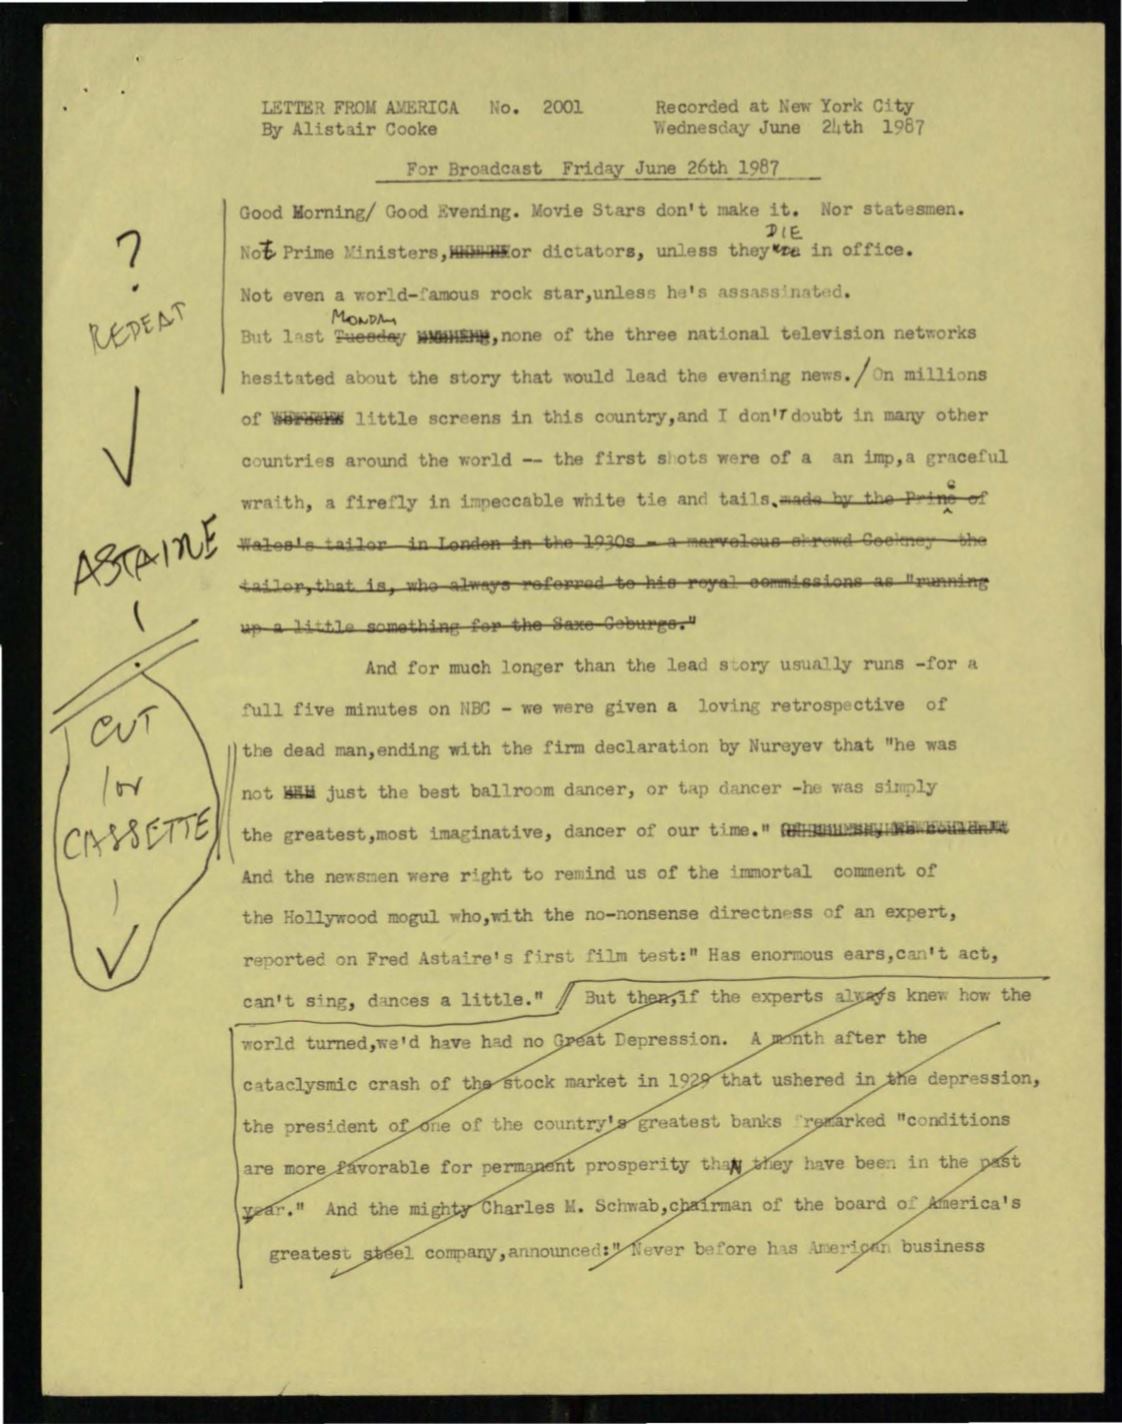 LETTER FROM AMERICA No. 2001 Recorded at New York City
By Alistair Cooke Wednesday June 24th 1987
For Broadcast Friday June 26th 1987
Good Morning/ Good Evening. Movie Stars don't make it. Nor statesmen.
DIE
Not Prime Ministers, or dictators, unless they in office.
?
Not even a world-famous rock star,unless he's assassinated.
REPEAT
MONDAY
But last Tuesday ,none of the three national television networks
hesitated about the story that would lead the evening news./ On millions
of screens little screens in this country,and I don't doubt in many other
countries around the world -- the first shots were of a an imp,a graceful
wraith, a firefly in impeccable white tie and tails. made by the Prince of
ASTAIRE
Wales's tailor in London in the 1930s - a marvelous shrewd Cockney the
tailor,that is, who always referred to his royal commissions as "running
up a little something for the Saxe Coburgs."
And for much longer than the lead story usually runs -for a
full five minutes on NBC - we were given a loving retrospective of
CUT
the dead man,ending with the firm declaration by Nureyev that "he was
/or
not just the best ballroom dancer, or tap dancer -he was simply
CASSETTE
the greatest,most imaginative, dancer of our time." we couldn't
And the newsmen were right to remind us of the immortal comment of
the Hollywood mogul who,with the no-nonsense directness of an expert,
reported on Fred Astaire's first film test:" Has enormous ears,can't act,
can't sing, dances a little." // But then,if the experts always knew how the
world turned,we'd have had no Great Depression. A month after the
cataclysmic crash of the stock market in 1929 that ushered in the depression,
the president of one of the country's greatest banks remarked "conditions
are more favorable for permanent prosperity thaN they have been in the past
year." And the mighty Charles M. Schwab,chairman of the board of America's
greatest steel company,announced:" Never before has American business